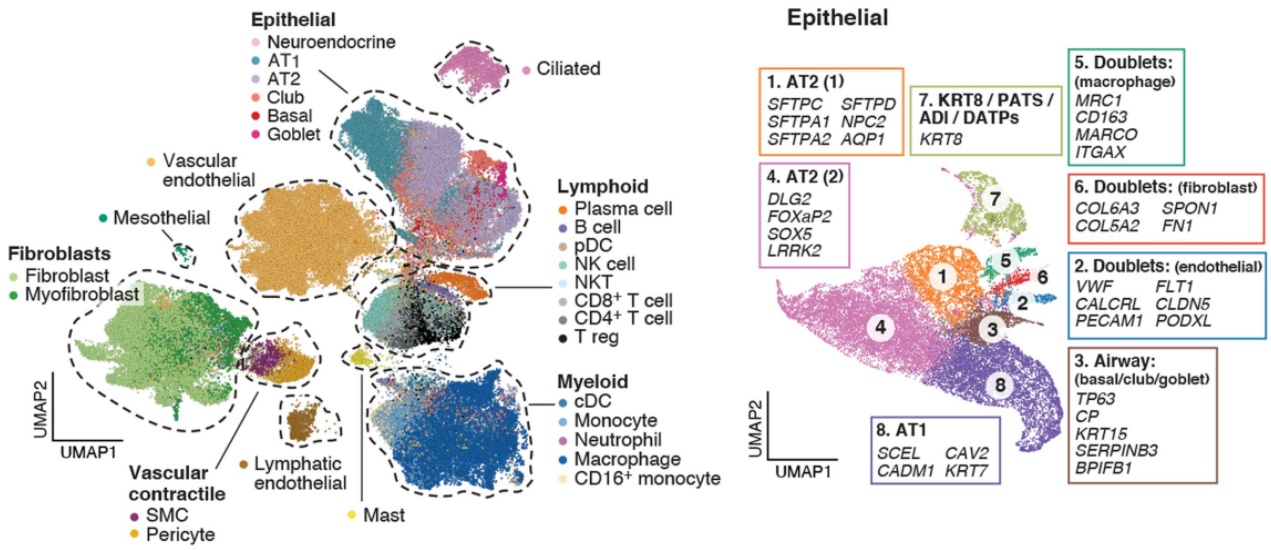 Epithelial
Neuroendocrine
AT1
AT2
Club
Basal
Goblet
Ciliated
Vascular
endothelial
Mesothelial
Fibroblasts
Fibroblast
Myofibroblast
Lymphoid
Plasma cell
B cell
pDC
NK cell
NKT
CD8+ T cell
CD4+ T cell
T reg
Myeloid
cDC
Monocyte
Neutrophil
Macrophage
CD16+ monocyte
UMAP2
UMAP1
Vascular
contractile
SMC
Pericyte
Lymphatic
endothelial
Mast
Epithelial
1. AT2 (1)
SFTPC SFTPD
SFTPA1 NPC2
SFTPA2 AQP1
7. KRT8 / PATS /
ADI / DATPs
KRT8
5. Doublets:
(macrophage)
MRC1
CD163
MARCO
ITGAX
4. AT2 (2)
DLG2
FOXaP2
SOX5
LRRK2
6. Doublets: (fibroblast)
COL6A3 SPON1
COL5A2 FN1
2. Doublets: (endothelial)
VWF FLT1
CALCRL CLDN5
PECAM1 PODXL
3. Airway:
(basal/club/goblet)
TP63
CP
KRT15
SERPINB3
BPIFB1
8. AT1
SCEL CAV2
CADM1 KRT7
7
5
6
1
2
3
4
8
UMAP2
UMAP1